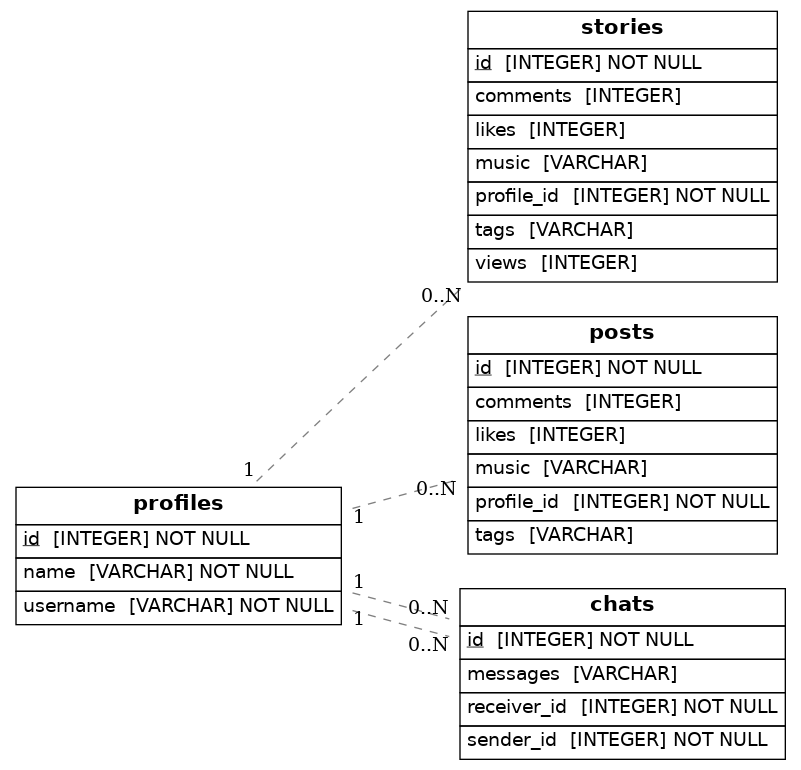 stories
id [INTEGER] NOT NULL
comments [INTEGER]
likes [INTEGER]
music [VARCHAR]
profile_id [INTEGER] NOT NULL
tags [VARCHAR]
views [INTEGER]
0..N
1
posts
id [INTEGER] NOT NULL
comments [INTEGER]
likes [INTEGER]
music [VARCHAR]
profile_id [INTEGER] NOT NULL
tags [VARCHAR]
0..N
1
profiles
id [INTEGER] NOT NULL
name [VARCHAR] NOT NULL
username [VARCHAR] NOT NULL
1
0..N
1
0..N
chats
id [INTEGER] NOT NULL
messages [VARCHAR]
receiver_id [INTEGER] NOT NULL
sender_id [INTEGER] NOT NULL